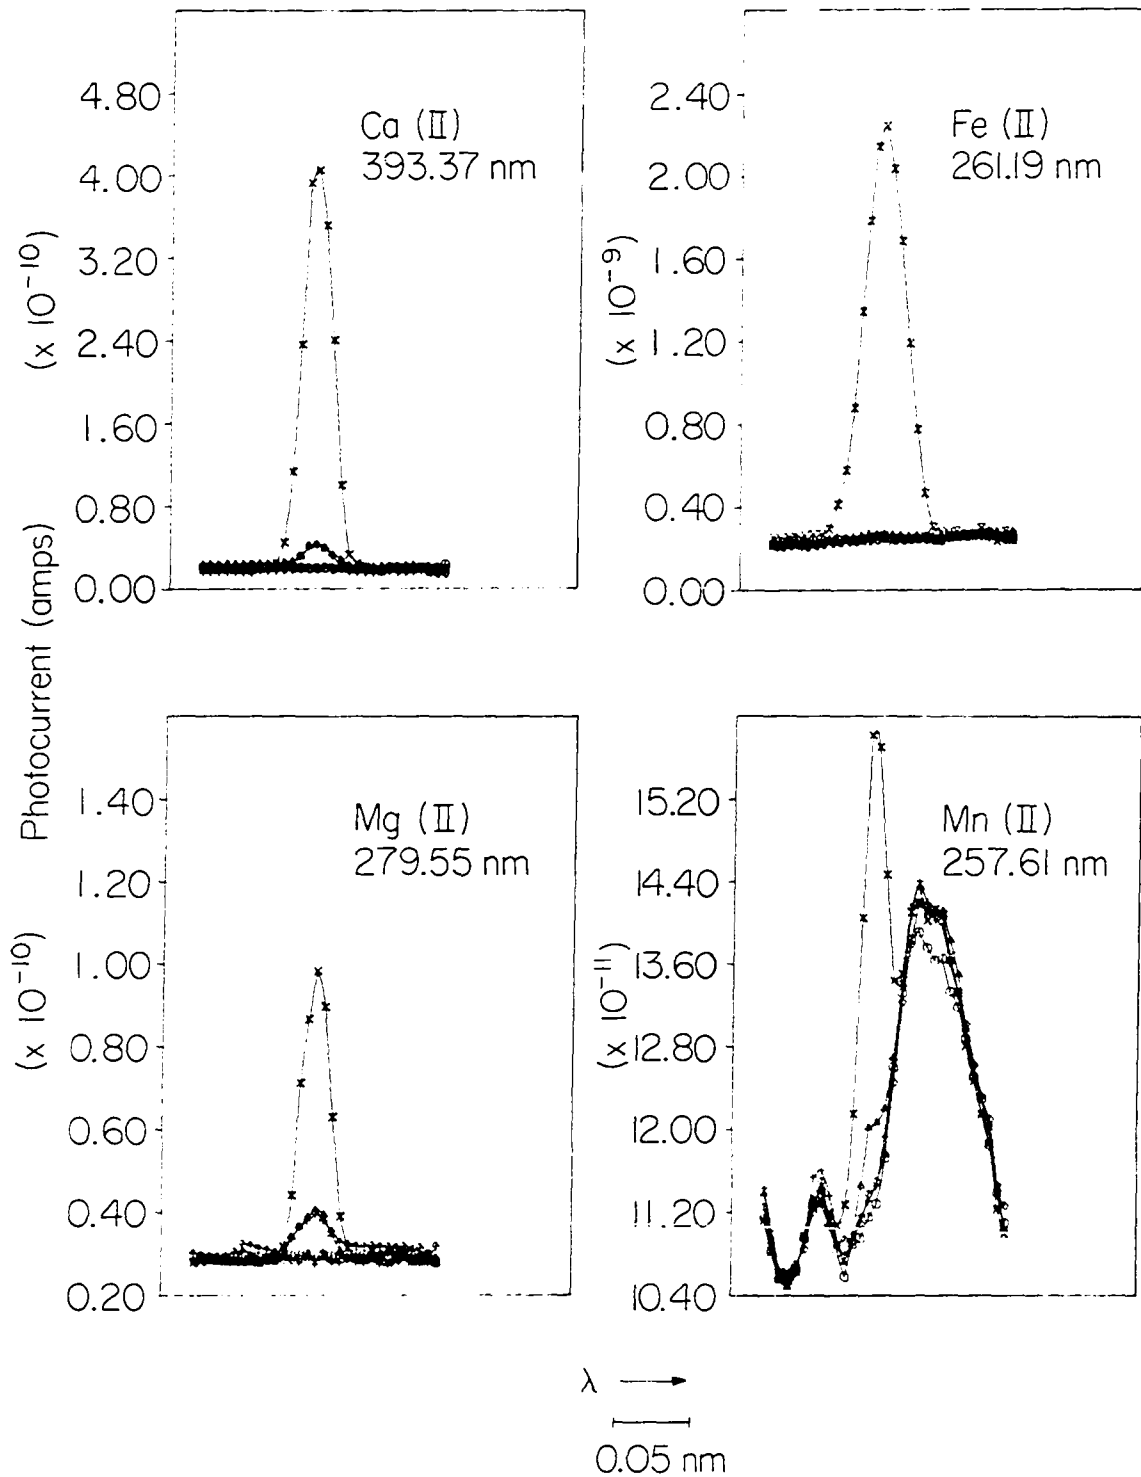 Photocurrent (amps)
(x 10⁻¹⁰)
4.80
4.00
3.20
2.40
1.60
0.80
0.00
Ca (II)
393.37 nm
(x 10⁻⁹)
2.40
2.00
1.60
1.20
0.80
0.40
0.00
Fe (II)
261.19 nm
(x 10⁻¹⁰)
1.40
1.20
1.00
0.80
0.60
0.40
0.20
Mg (II)
279.55 nm
(x 10⁻¹¹)
15.20
14.40
13.60
12.80
12.00
11.20
10.40
Mn (II)
257.61 nm
λ
0.05 nm